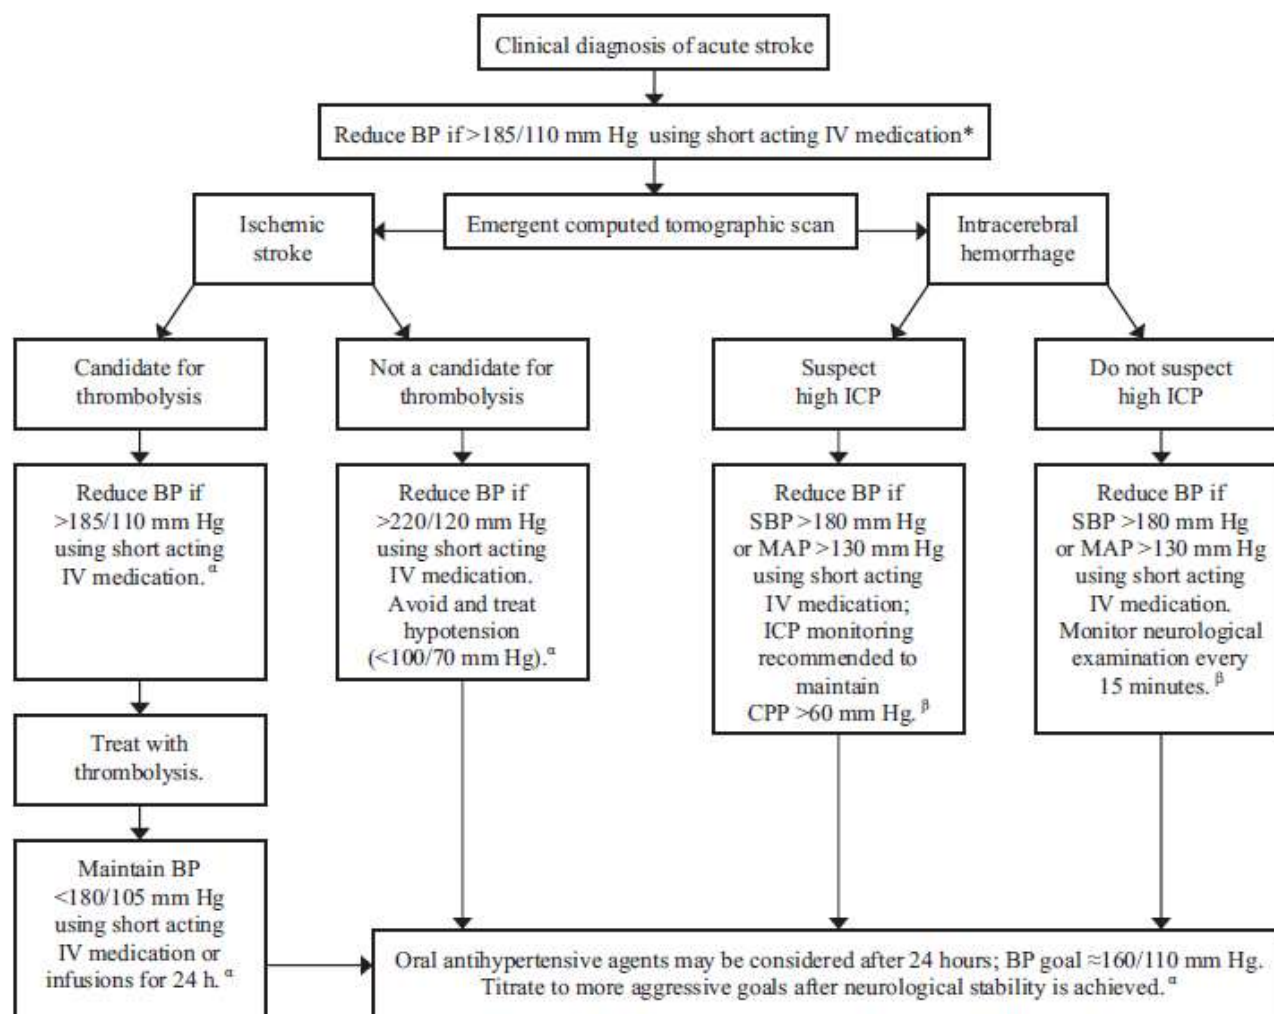 Clinical diagnosis of acute stroke
Reduce BP if >185/110 mm Hg using short acting IV medication*
Emergent computed tomographic scan
Ischemic
stroke
Intracerebral
hemorrhage
Candidate for
thrombolysis
Not a candidate for
thrombolysis
Suspect
high ICP
Do not suspect
high ICP
Reduce BP if
>185/110 mm Hg
using short acting
IV medication.α
Reduce BP if
>220/120 mm Hg
using short acting
IV medication.
Avoid and treat
hypotension
(<100/70 mm Hg).α
Reduce BP if
SBP >180 mm Hg
or MAP >130 mm Hg
using short acting
IV medication;
ICP monitoring
recommended to
maintain
CPP >60 mm Hg. β
Reduce BP if
SBP >180 mm Hg
or MAP >130 mm Hg
using short acting
IV medication.
Monitor neurological
examination every
15 minutes. β
Treat with
thrombolysis.
Maintain BP
<180/105 mm Hg
using short acting
IV medication or
infusions for 24 h.α
Oral antihypertensive agents may be considered after 24 hours; BP goal ≈160/110 mm Hg.
Titrate to more aggressive goals after neurological stability is achieved.α